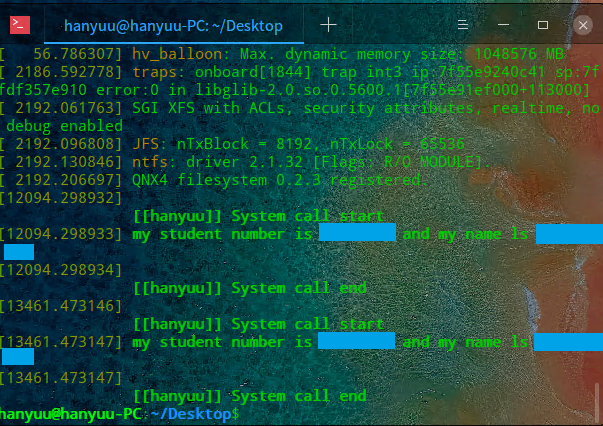 hanyuu@hanyuu-PC: ~/Desktop
[   56.786307] hv_balloon: Max. dynamic memory size: 1048576 MB
[ 2186.592778] traps: onboard[1844] trap int3 ip:7f55e9240c41 sp:7f
fdf357e910 error:0 in libglib-2.0.so.0.5600.1[7f55e91ef000+113000]
[ 2192.061763] SGI XFS with ACLs, security attributes, realtime, no
 debug enabled
[ 2192.096808] JFS: nTxBlock = 8192, nTxLock = 65536
[ 2192.130846] ntfs: driver 2.1.32 [Flags: R/O MODULE].
[ 2192.206697] QNX4 filesystem 0.2.3 registered.
[12094.298932]
[[hanyuu]] System call start
[12094.298933] my student number is and my name ls
[12094.298934]
[[hanyuu]] System call end
[13461.473146]
[[hanyuu]] System call start
[13461.473147] my student number is and my name ls
[13461.473147]
[[hanyuu]] System call end
hanyuu@hanyuu-PC:~/Desktop$